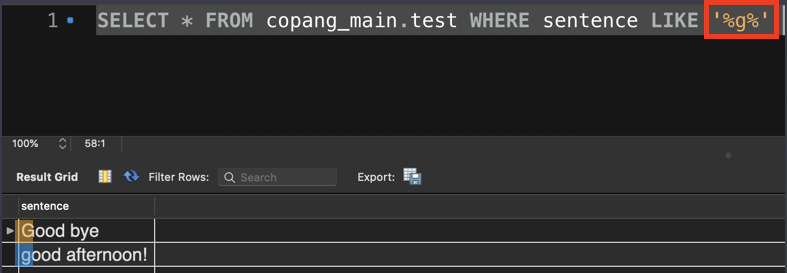 1 SELECT * FROM copang_main.test WHERE sentence LIKE '%g%'
100% 58:1
Result Grid Filter Rows: Search Export:
sentence
Good bye
good afternoon!